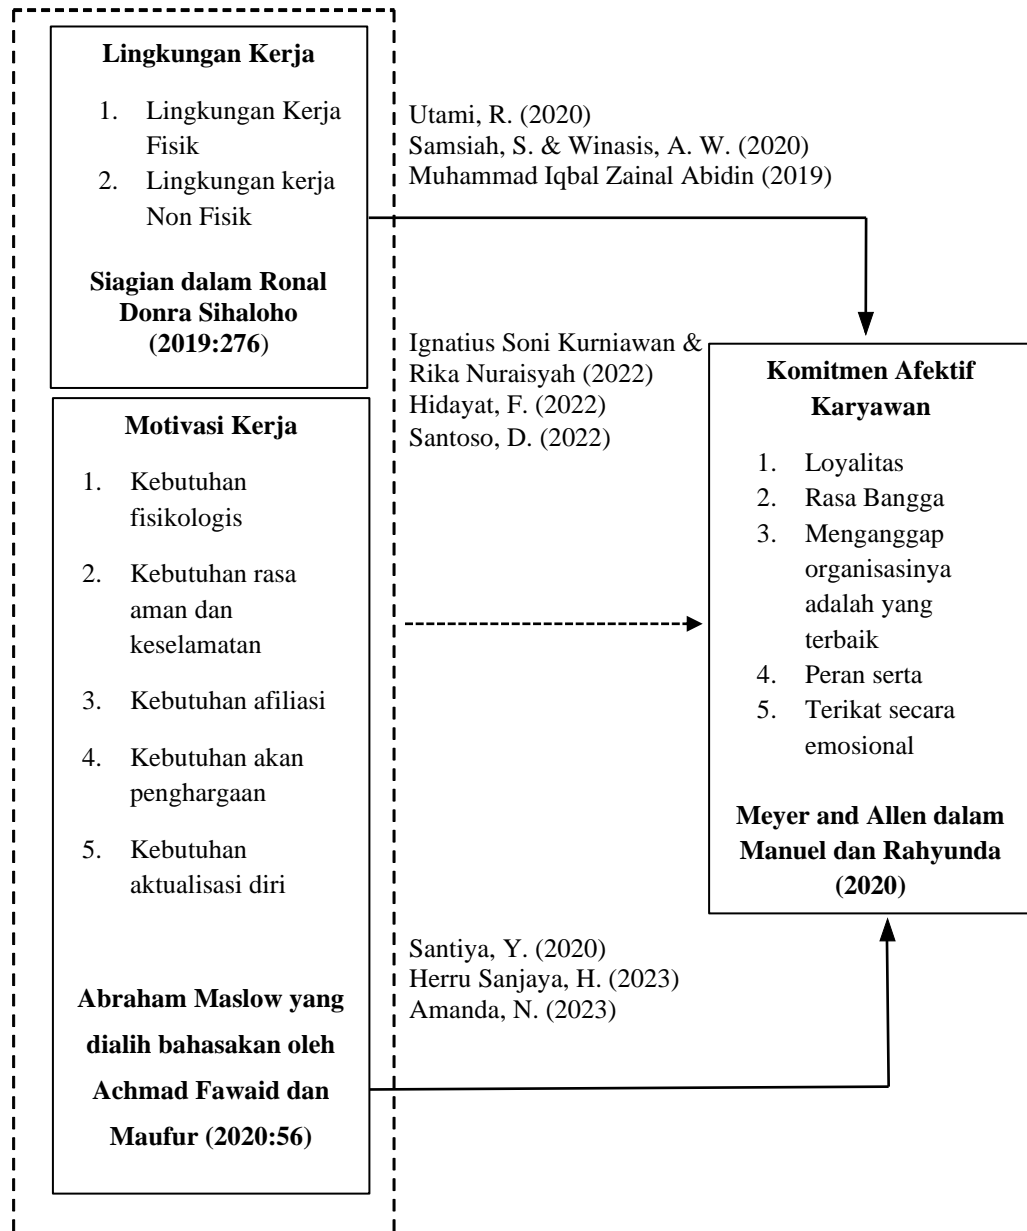 Lingkungan Kerja
1. Lingkungan Kerja
Fisik
2. Lingkungan kerja
Non Fisik
Siagian dalam Ronal
Donra Sihaloho
(2019:276)
Motivasi Kerja
1. Kebutuhan
fisikologis
2. Kebutuhan rasa
aman dan
keselamatan
3. Kebutuhan afiliasi
4. Kebutuhan akan
penghargaan
5. Kebutuhan
aktualisasi diri
Abraham Maslow yang
dialih bahasakan oleh
Achmad Fawaid dan
Maufur (2020:56)
Utami, R. (2020)
Samsiah, S. & Winasis, A. W. (2020)
Muhammad Iqbal Zainal Abidin (2019)
Ignatius Soni Kurniawan &
Rika Nuraisyah (2022)
Hidayat, F. (2022)
Santoso, D. (2022)
Santiya, Y. (2020)
Herru Sanjaya, H. (2023)
Amanda, N. (2023)
Komitmen Afektif
Karyawan
1. Loyalitas
2. Rasa Bangga
3. Menganggap
organisasinya
adalah yang
terbaik
4. Peran serta
5. Terikat secara
emosional
Meyer and Allen dalam
Manuel dan Rahyunda
(2020)